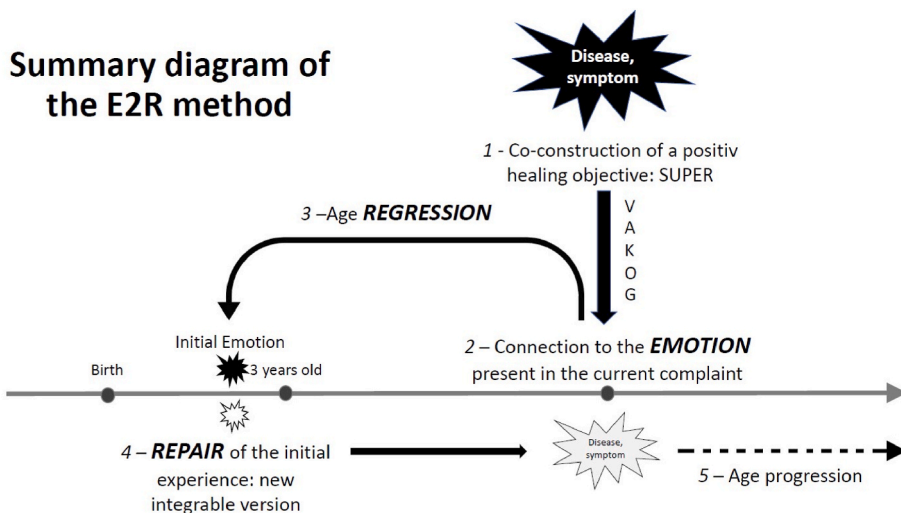 Summary diagram of
the E2R method
Disease,
symptom
1 - Co-construction of a positiv
healing objective: SUPER
V
A
K
O
G
3 –Age REGRESSION
Initial Emotion
Birth
3 years old
2 – Connection to the EMOTION
present in the current complaint
4 – REPAIR of the initial
experience: new
integrable version
Disease,
symptom
5 – Age progression